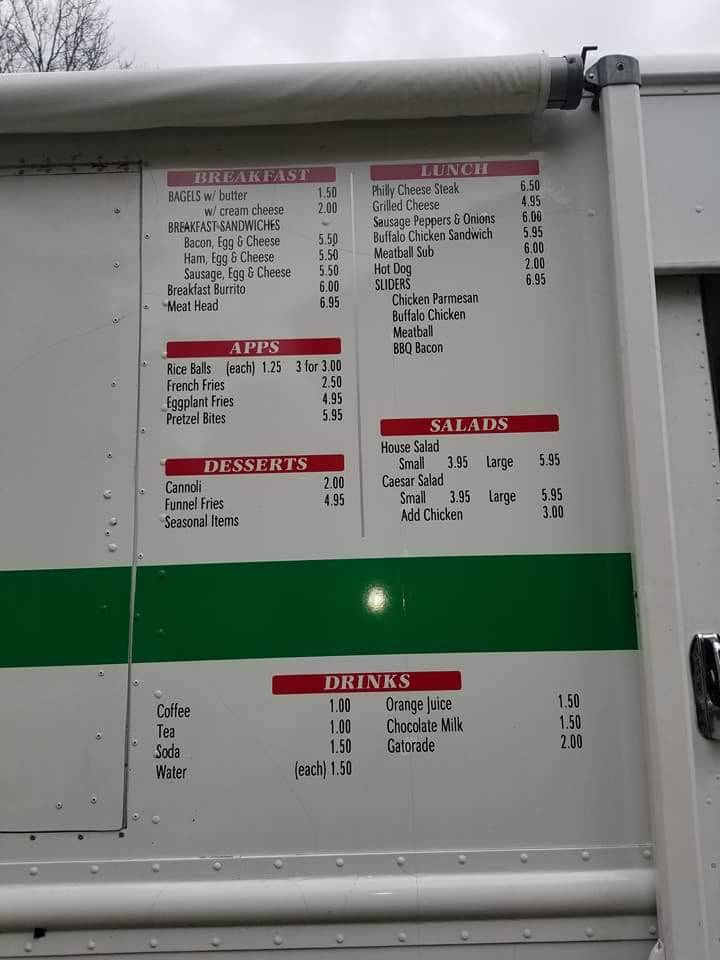 BREAKFAST
BAGELS w/ butter 1.50
w/ cream cheese 2.00
BREAKFAST SANDWICHES
Bacon, Egg & Cheese 5.50
Ham, Egg & Cheese 5.50
Sausage, Egg & Cheese 5.50
Breakfast Burrito 6.00
Meat Head 6.95
APPS
Rice Balls (each) 1.25 3 for 3.00
French Fries 2.50
Eggplant Fries 4.95
Pretzel Bites 5.95
DESSERTS
Cannoli 2.00
Funnel Fries 4.95
Seasonal Items
LUNCH
Philly Cheese Steak 6.50
Grilled Cheese 4.95
Sausage Peppers & Onions 6.00
Buffalo Chicken Sandwich 5.95
Meatball Sub 6.00
Hot Dog 2.00
SLIDERS 6.95
Chicken Parmesan
Buffalo Chicken
Meatball
BBQ Bacon
SALADS
House Salad
Small 3.95 Large 5.95
Caesar Salad
Small 3.95 Large 5.95
Add Chicken 3.00
DRINKS
Coffee 1.00
Tea 1.00
Soda 1.50
Water (each) 1.50
Orange Juice 1.50
Chocolate Milk 1.50
Gatorade 2.00